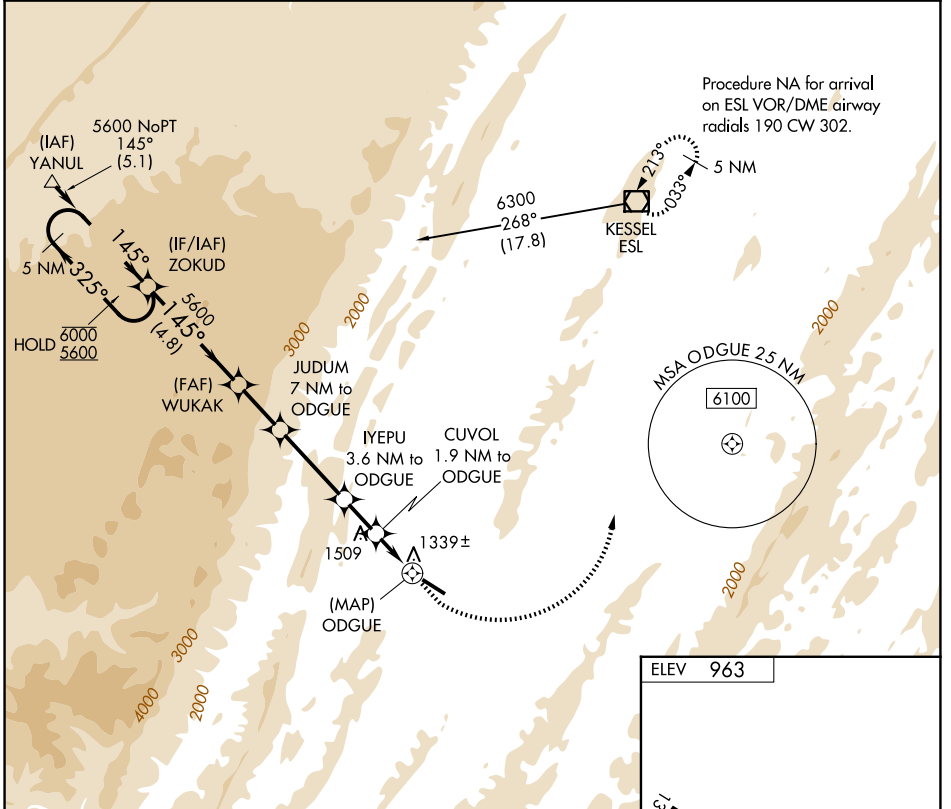 Procedure NA for arrival
on ESL VOR/DME airway
radials 190 CW 302.
5600 NoPT
145°
(5.1)
(IAF)
YANUL
213°
033°
5 NM
6300
268°
(17.8)
KESSEL
ESL
145°
(IF/IAF)
ZOKUD
5 NM
325°
HOLD
6000
5600
5600
145°
(4.8)
3000
2000
2000
MSA ODGUE 25 NM
6100
(FAF)
WUKAK
JUDUM
7 NM to
ODGUE
IYEPU
3.6 NM to
ODGUE
CUVOL
1.9 NM to
ODGUE
1509
1339±
(MAP)
ODGUE
2000
3000
4000
2000
ELEV 963
13